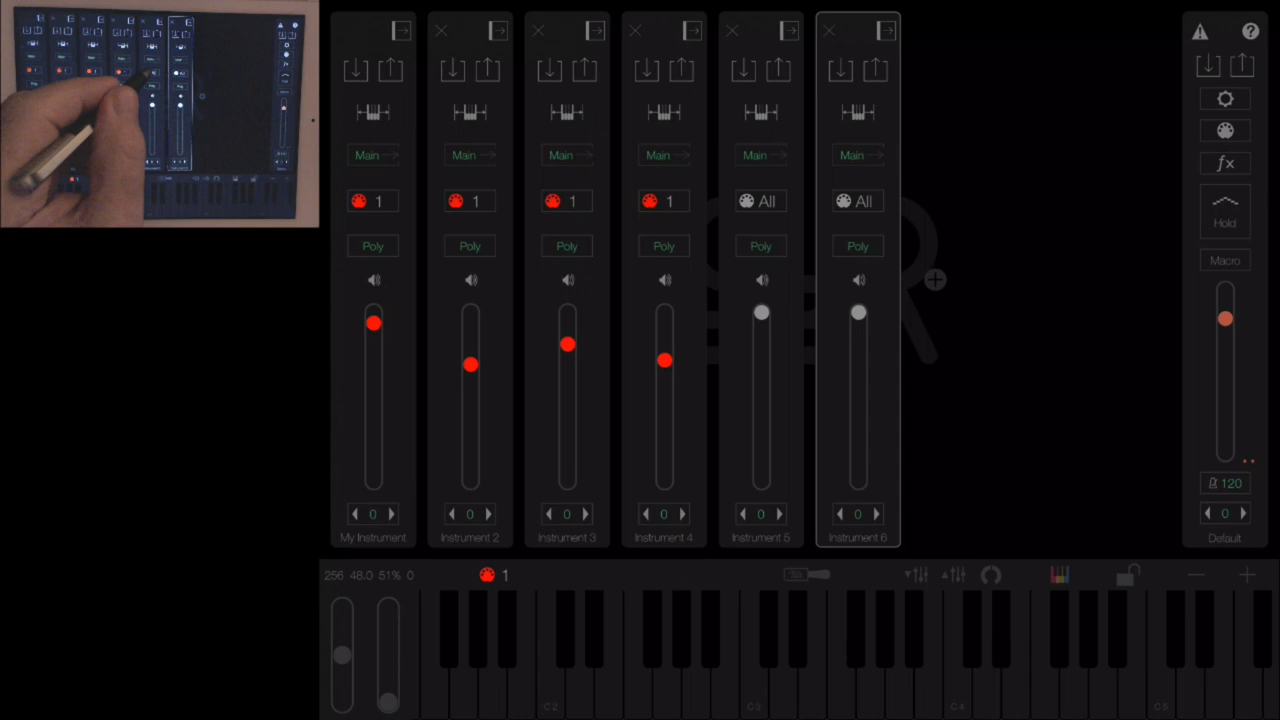 Main Main Main Main Main Main
1 1 1 1 All All
fx
Hold
Poly Poly Poly Poly Poly Poly
Macro
120
0 0 0 0 0 0 0
My Instrument Instrument 2 Instrument 3 Instrument 4 Instrument 5 Instrument 6 Default
256 48.0 51% 0 1
C2 C3 C4 C5